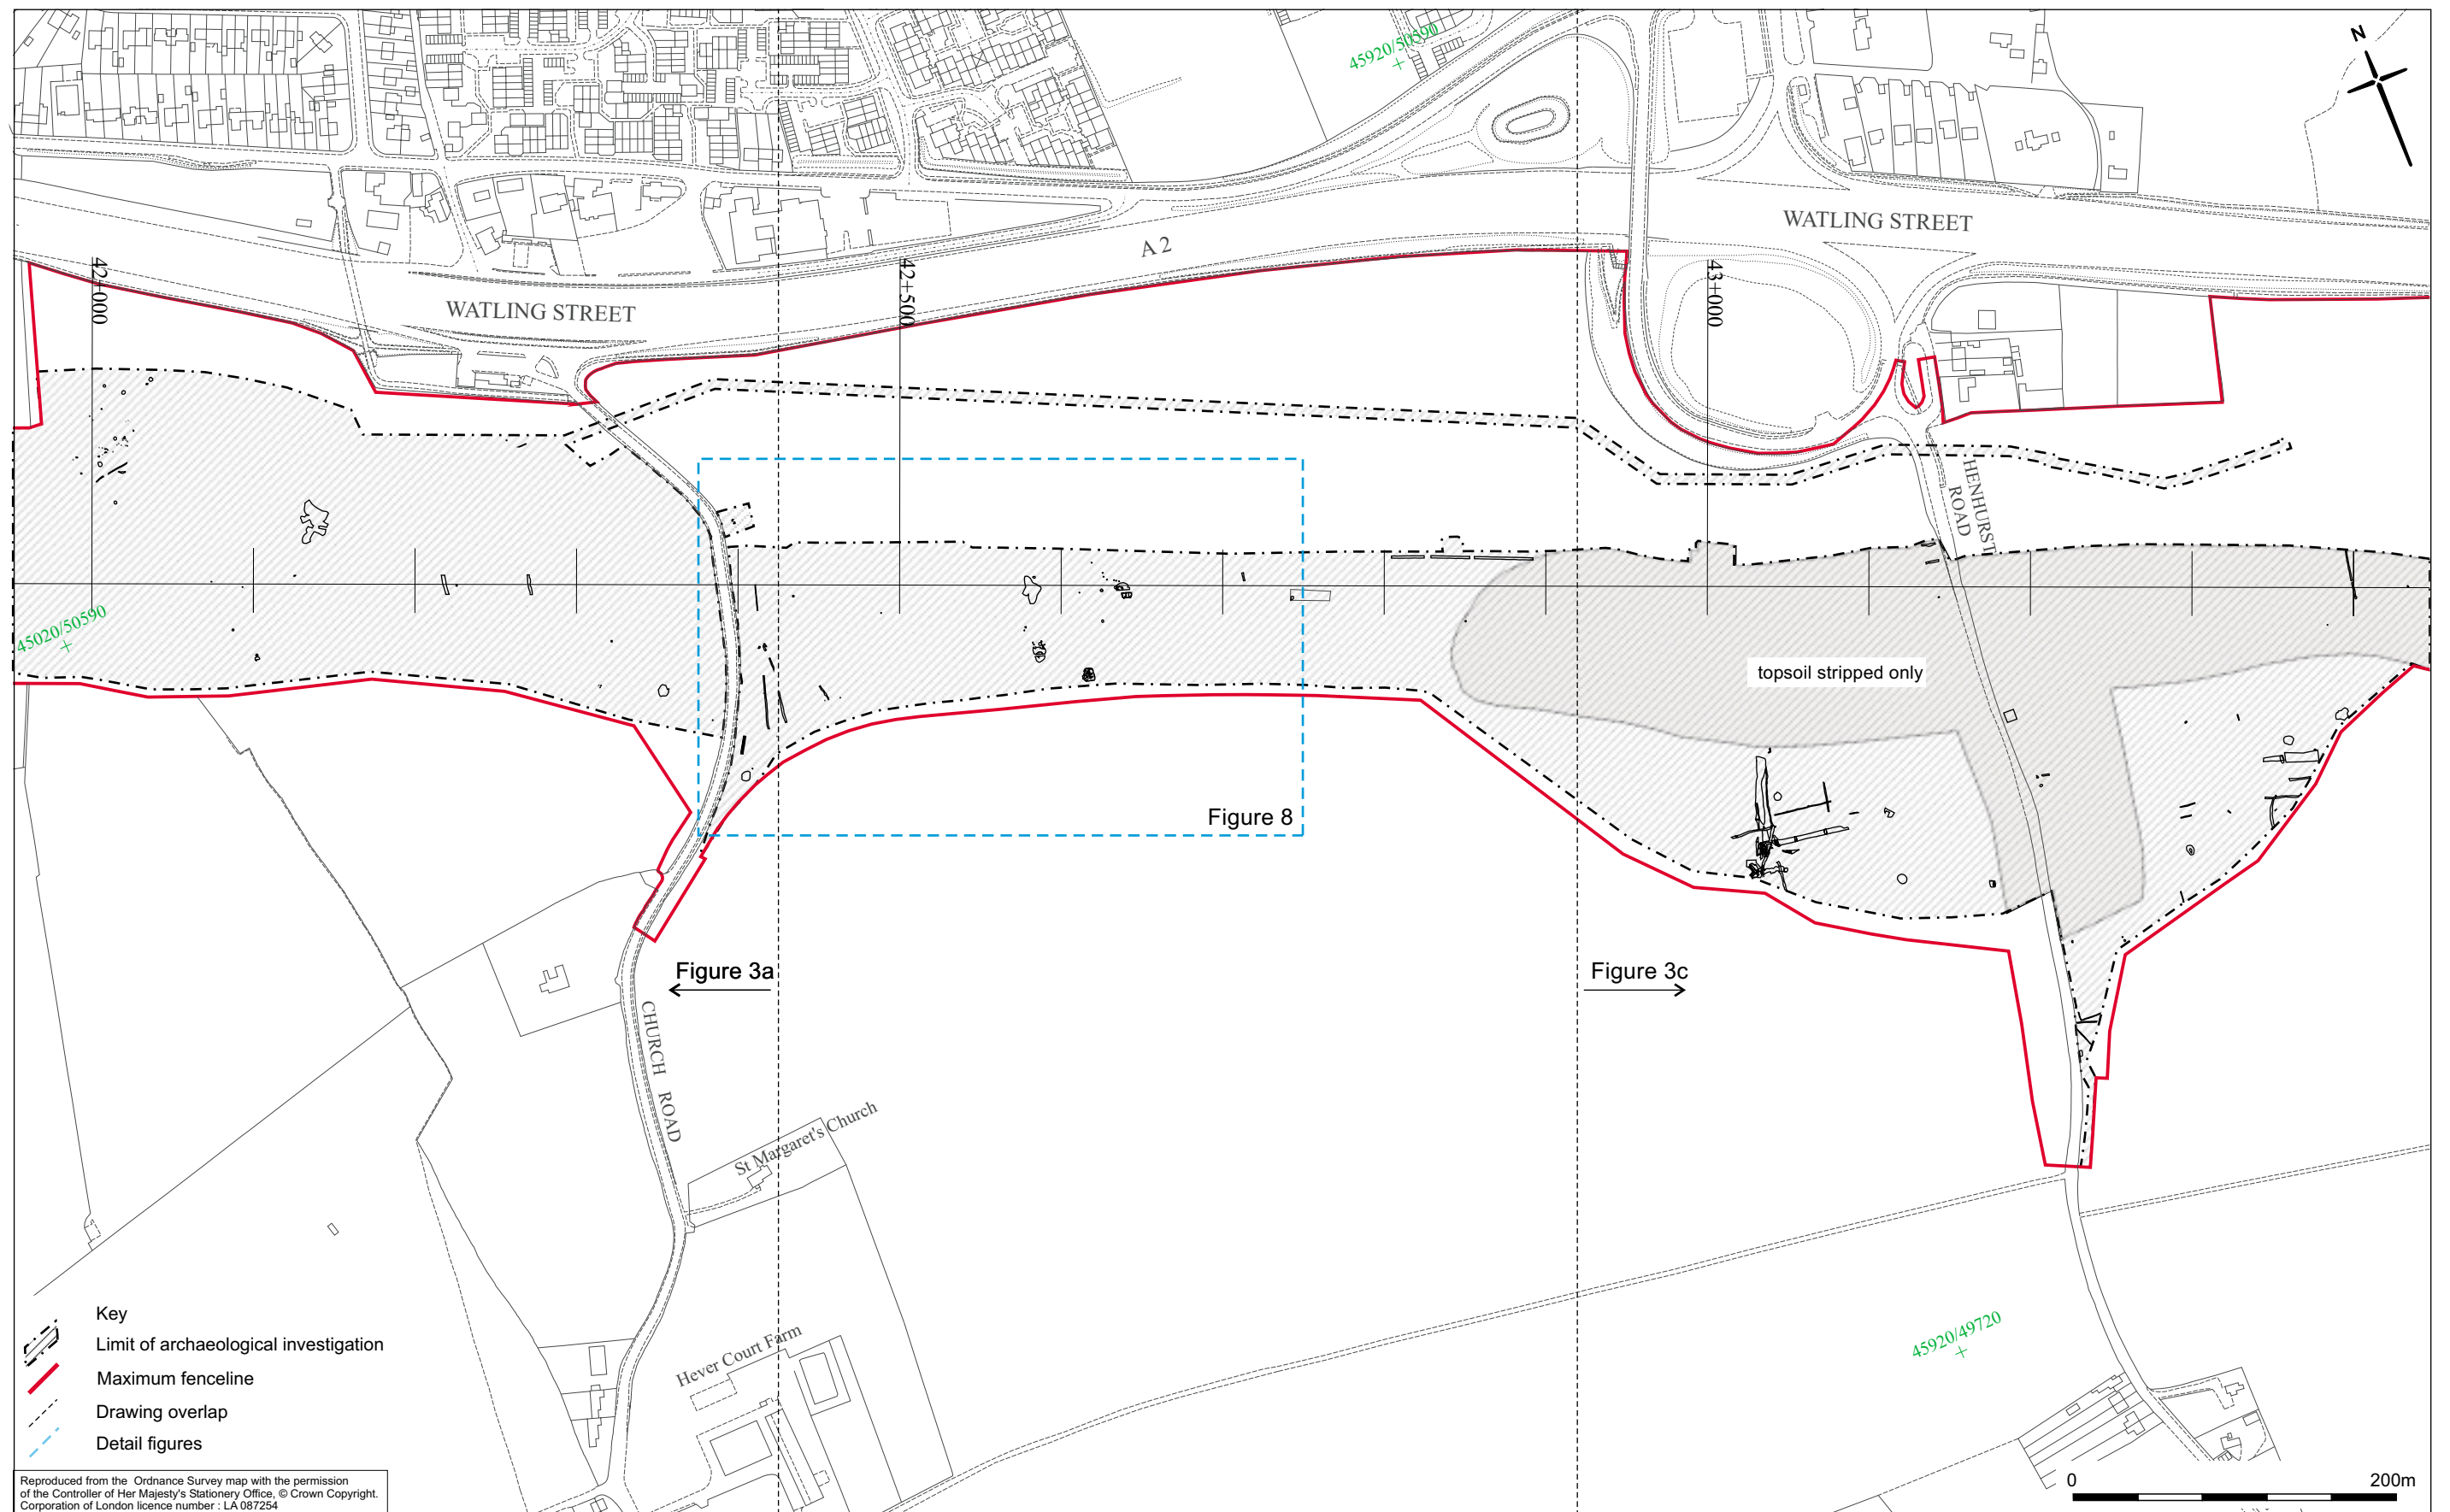 45920/50590
N
WATLING STREET
A 2
42+000
42+500
43+000
WATLING STREET
HENHURST
ROAD
45020/50590
topsoil stripped only
Figure 8
Figure 3a
Figure 3c
CHURCH ROAD
St Margaret's Church
Hever Court Farm
45920/49720
Key
Limit of archaeological investigation
Maximum fenceline
Drawing overlap
Detail figures
Reproduced from the Ordnance Survey map with the permission
of the Controller of Her Majesty's Stationery Office, © Crown Copyright.
Corporation of London licence number : LA 087254
0 200m